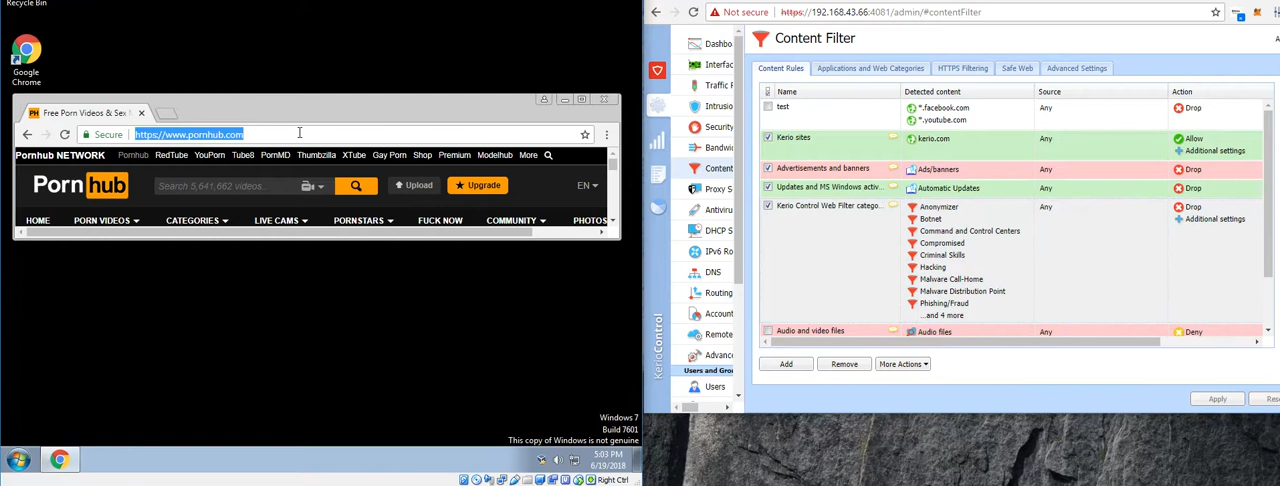 Recycle Bin
Google
Chrome
PH Free Porn Videos & Sex M
Secure https://www.pornhub.com
Pornhub NETWORK Pornhub RedTube YouPorn Tube8 PornMD Thumbzilla XTube Gay Porn Shop Premium Modelhub More
Porn hub Search 5,641,662 videos... Upload Upgrade EN
HOME PORN VIDEOS CATEGORIES LIVE CAMS PORNSTARS FUCK NOW COMMUNITY PHOTOS
Windows 7
Build 7601
This copy of Windows is not genuine
5:03 PM
6/19/2018
Right Ctrl
Not secure https://192.168.43.66:4081/admin/#contentFilter
KerioControl
Dashbo
Interfac
Traffic F
Intrusio
Security
Bandwi
Content
Proxy S
Antiviru
DHCP S
IPv6 Ro
DNS
Routing
Account
Remote
Advanc
Users and Gro
Users
Content Filter
Content Rules Applications and Web Categories HTTPS Filtering Safe Web Advanced Settings
Name Detected content Source Action
test *.facebook.com Any Drop
*.youtube.com
Kerio sites kerio.com Any Allow
Additional settings
Advertisements and banners Ads/banners Any Drop
Updates and MS Windows activ... Automatic Updates Any Drop
Kerio Control Web Filter catego... Anonymizer Any Drop
Botnet Additional settings
Command and Control Centers
Compromised
Criminal Skills
Hacking
Malware Call-Home
Malware Distribution Point
Phishing/Fraud
...and 4 more
Audio and video files Audio files Any Deny
Add Remove More Actions
Apply Rese